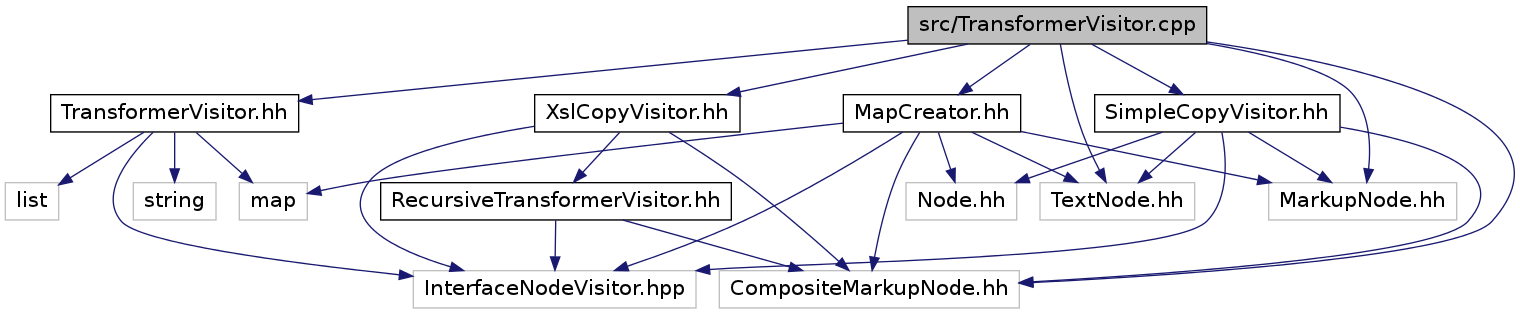 src/TransformerVisitor.cpp
TransformerVisitor.hh
XslCopyVisitor.hh
MapCreator.hh
SimpleCopyVisitor.hh
list
string
map
RecursiveTransformerVisitor.hh
Node.hh
TextNode.hh
MarkupNode.hh
InterfaceNodeVisitor.hpp
CompositeMarkupNode.hh